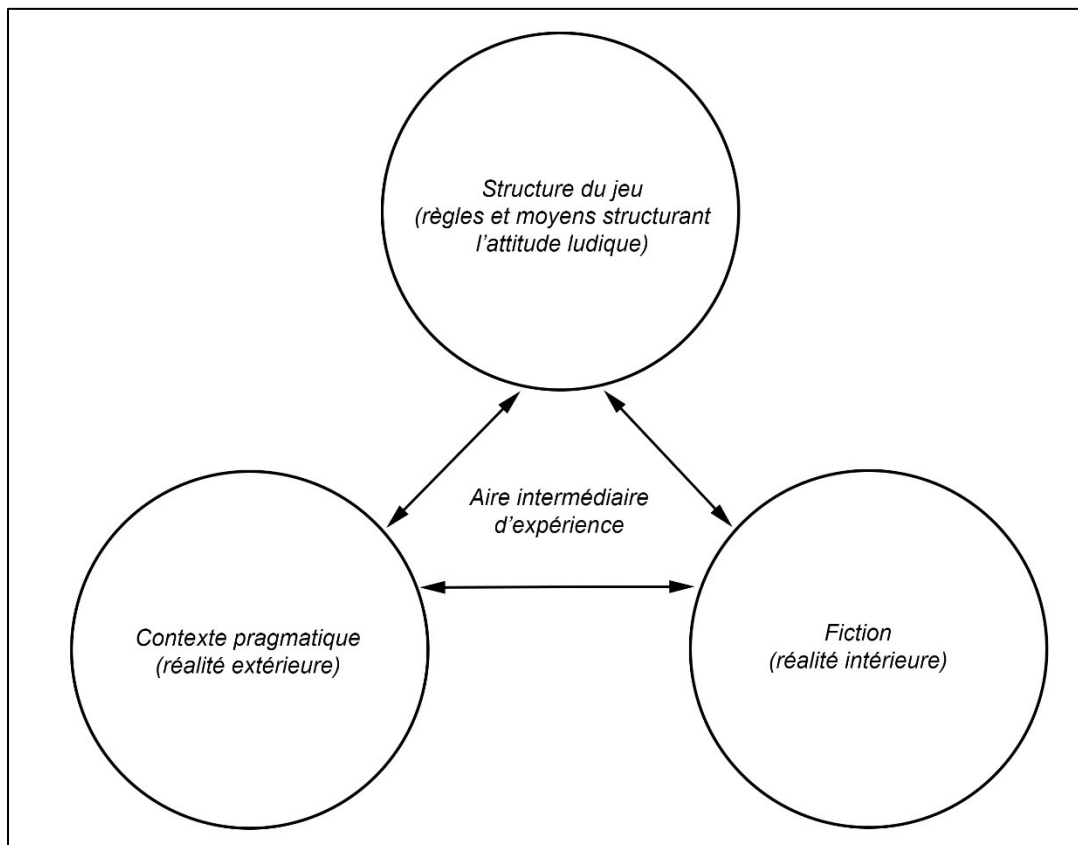 Structure du jeu
(règles et moyens structurant
l’attitude ludique)
Aire intermédiaire
d’expérience
Contexte pragmatique
(réalité extérieure)
Fiction
(réalité intérieure)